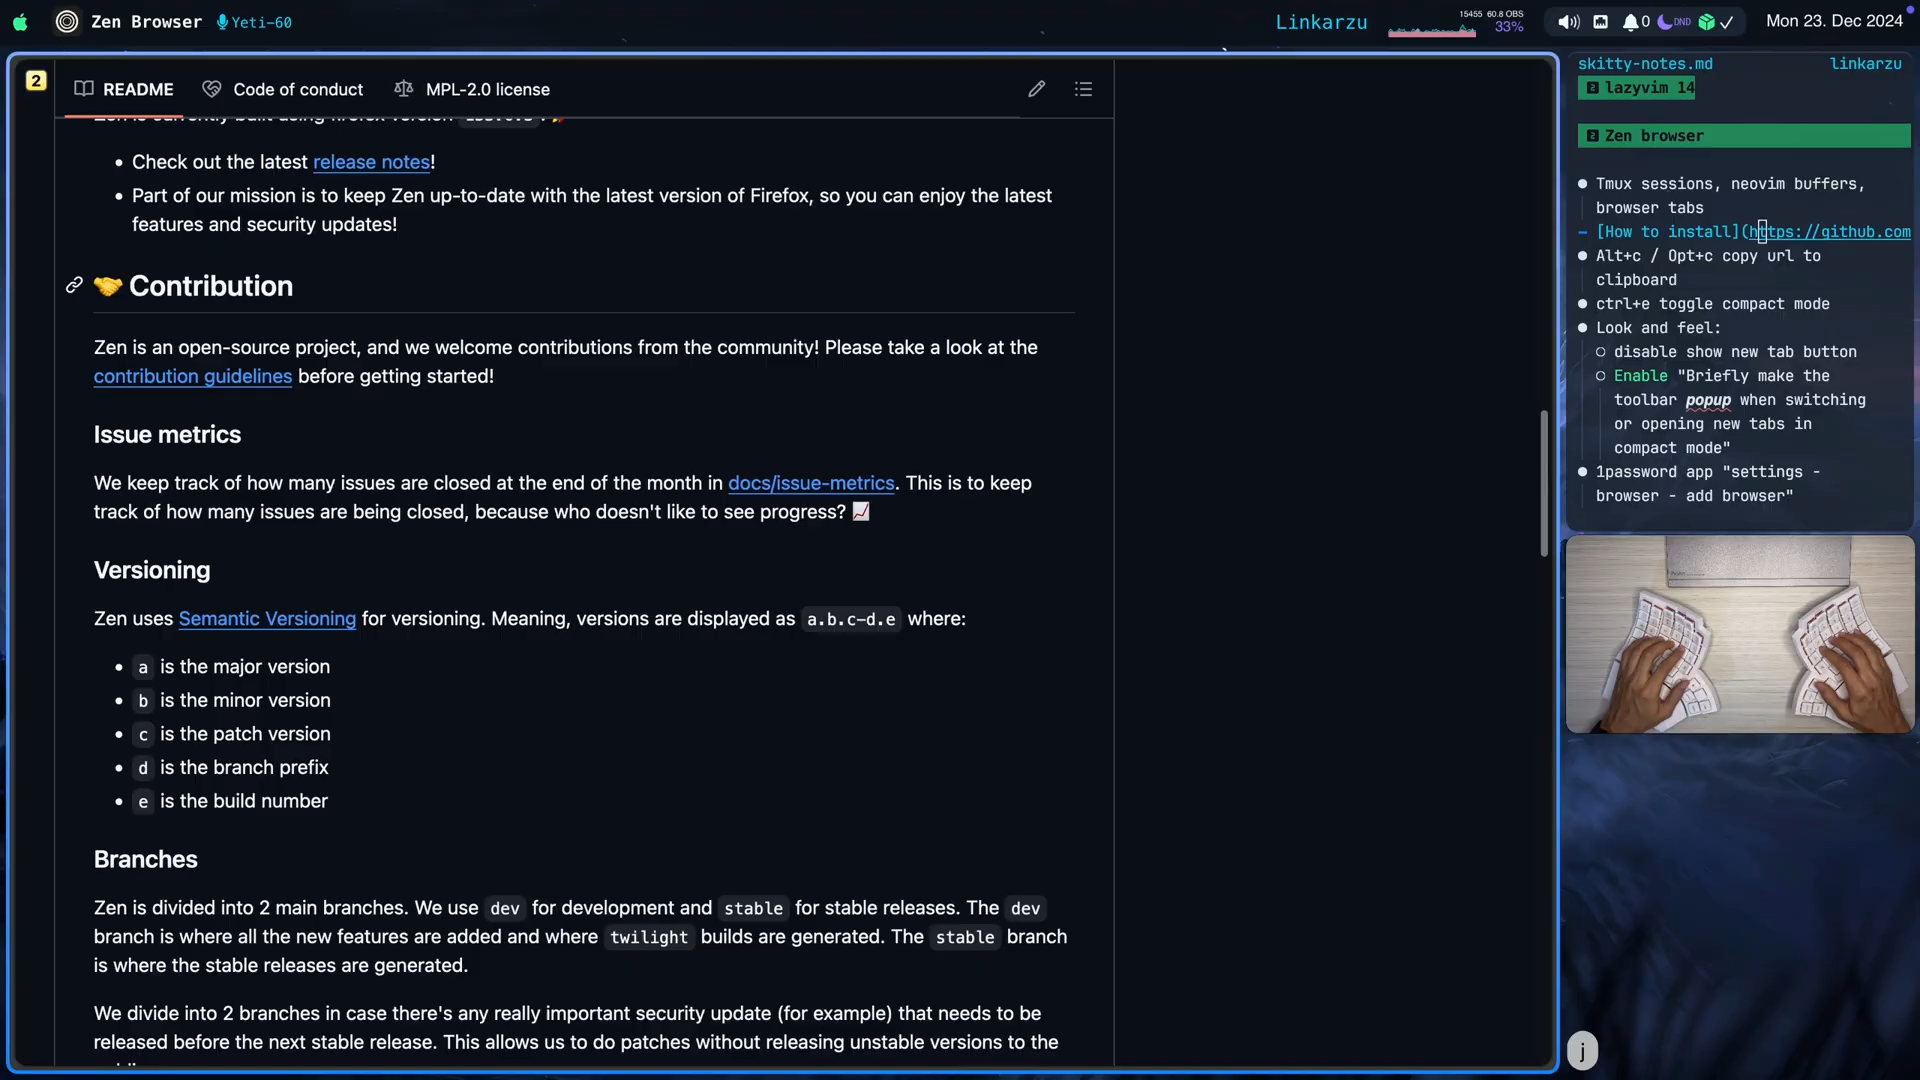 Zen Browser Yeti-60
Linkarzu
15455 60.8 OBS
33%
0 DND
Mon 23. Dec 2024
2
README Code of conduct MPL-2.0 license
Zen is currently built using firefox version
• Check out the latest release notes!
• Part of our mission is to keep Zen up-to-date with the latest version of Firefox, so you can enjoy the latest
features and security updates!
🤝 Contribution
Zen is an open-source project, and we welcome contributions from the community! Please take a look at the
contribution guidelines before getting started!
Issue metrics
We keep track of how many issues are closed at the end of the month in docs/issue-metrics. This is to keep
track of how many issues are being closed, because who doesn't like to see progress? 📈
Versioning
Zen uses Semantic Versioning for versioning. Meaning, versions are displayed as a.b.c-d.e where:
• a is the major version
• b is the minor version
• c is the patch version
• d is the branch prefix
• e is the build number
Branches
Zen is divided into 2 main branches. We use dev for development and stable for stable releases. The dev
branch is where all the new features are added and where twilight builds are generated. The stable branch
is where the stable releases are generated.
We divide into 2 branches in case there's any really important security update (for example) that needs to be
released before the next stable release. This allows us to do patches without releasing unstable versions to the
skitty-notes.md linkarzu
2 lazyvim 14
2 Zen browser
● Tmux sessions, neovim buffers,
browser tabs
- [How to install](https://github.com
● Alt+c / Opt+c copy url to
clipboard
● ctrl+e toggle compact mode
● Look and feel:
○ disable show new tab button
○ Enable "Briefly make the
toolbar popup when switching
or opening new tabs in
compact mode"
● 1password app "settings -
browser - add browser"
j